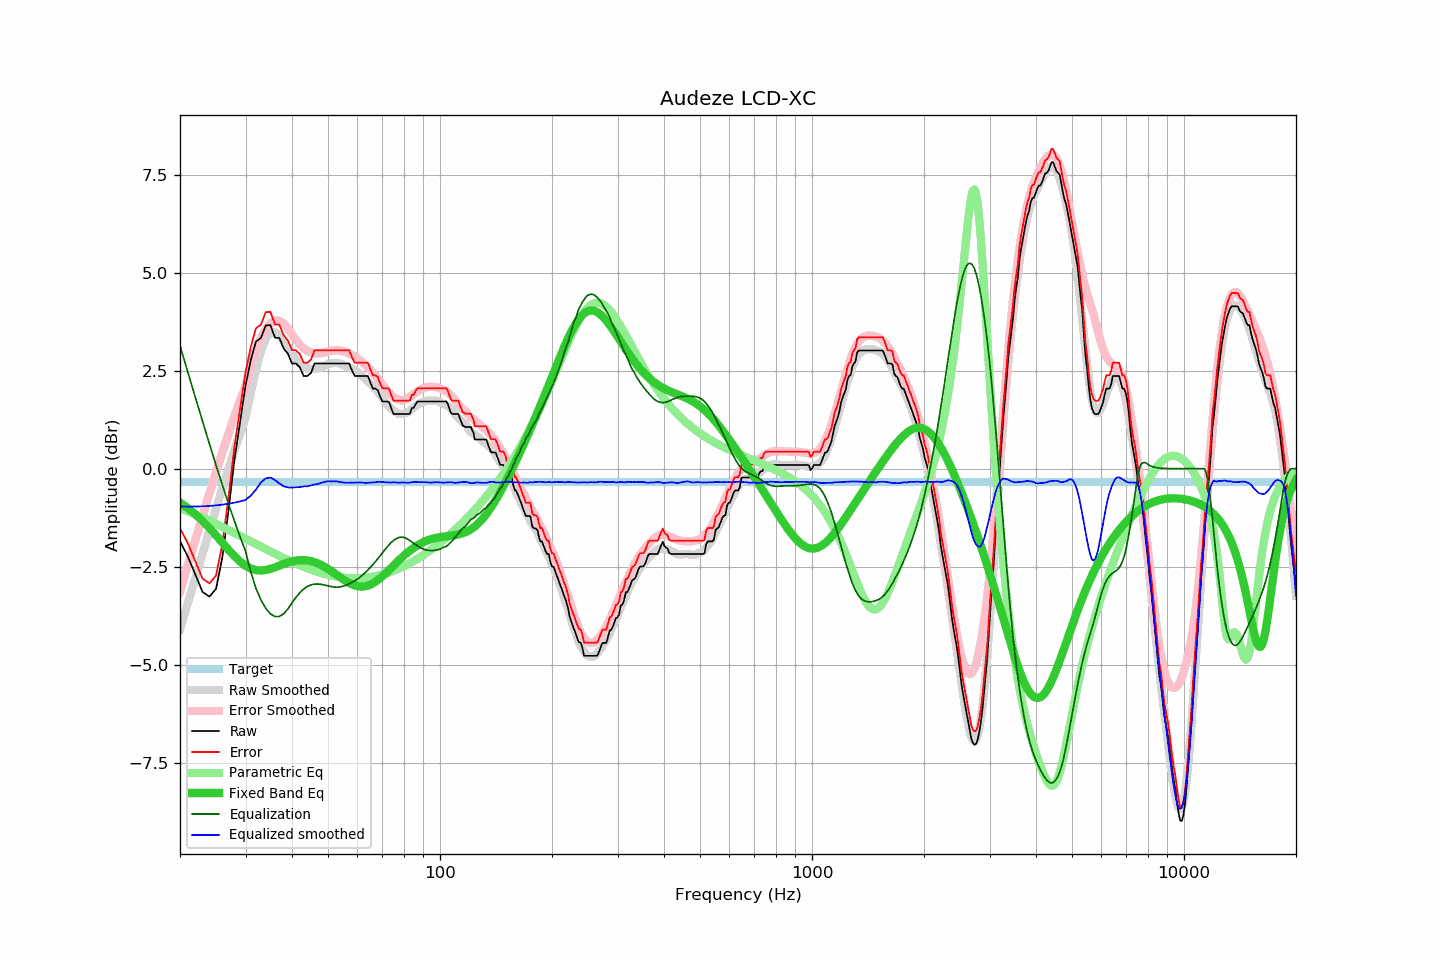 Audeze LCD-XC
7.5
5.0
2.5
0.0
−2.5
−5.0
−7.5
Amplitude (dBr)
Target
Raw Smoothed
Error Smoothed
Raw
Error
Parametric Eq
Fixed Band Eq
Equalization
Equalized smoothed
100 1000 10000
Frequency (Hz)